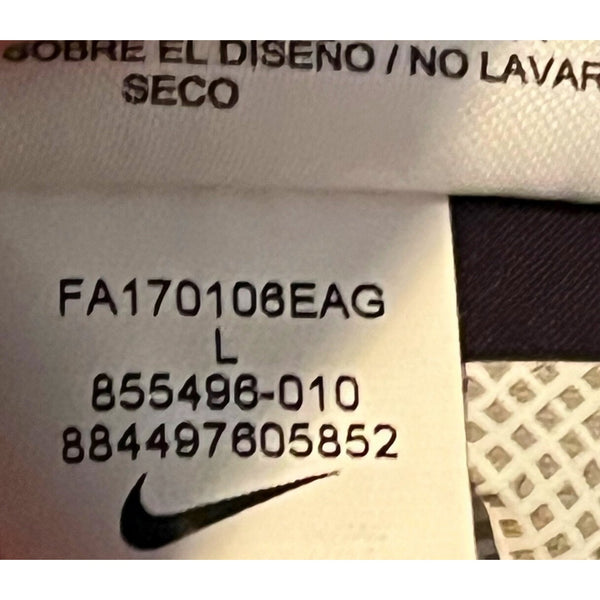 SOBRE EL DISEÑO / NO LAVAR
SECO
FA170106EAG
L
855496-010
884497605852